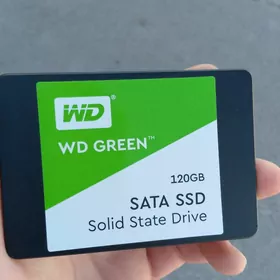 WD
WD GREEN™
120GB
SATA SSD
Solid State Drive